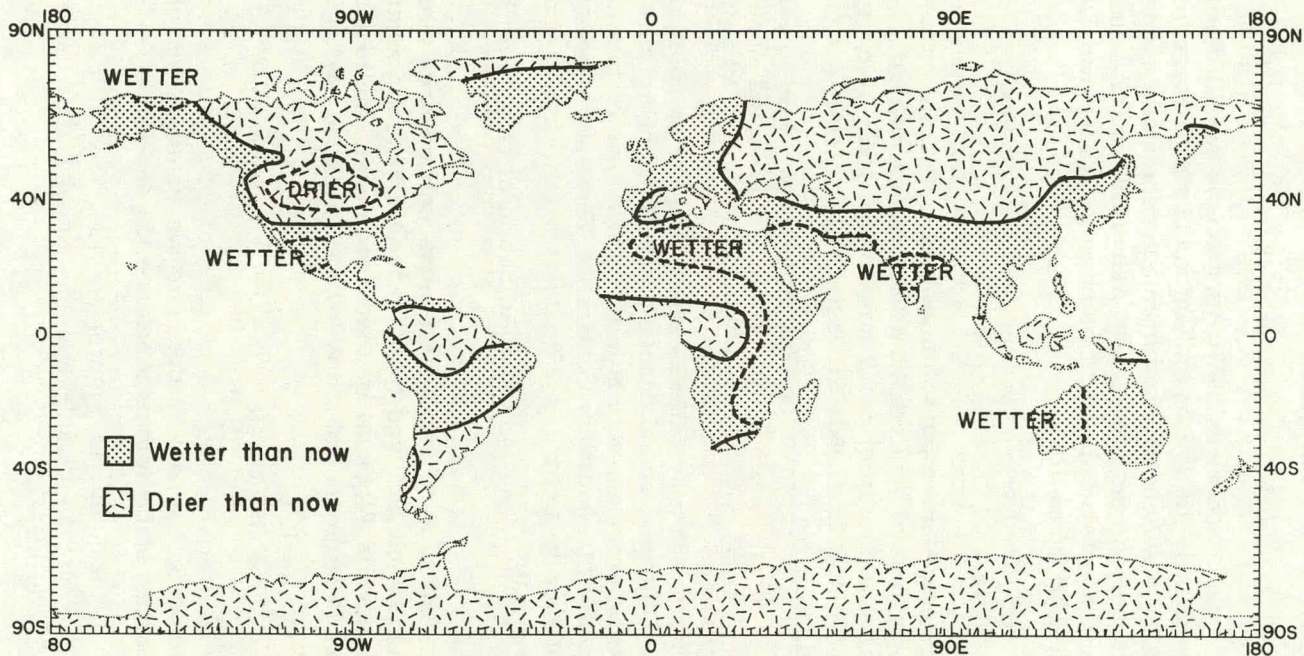 180 90W 0 90E 180
90N 90N
WETTER
DRIER
40N 40N
WETTER WETTER WETTER
0 0
WETTER
Wetter than now
40S 40S
Drier than now
90S 90S
180 90W 0 90E 180